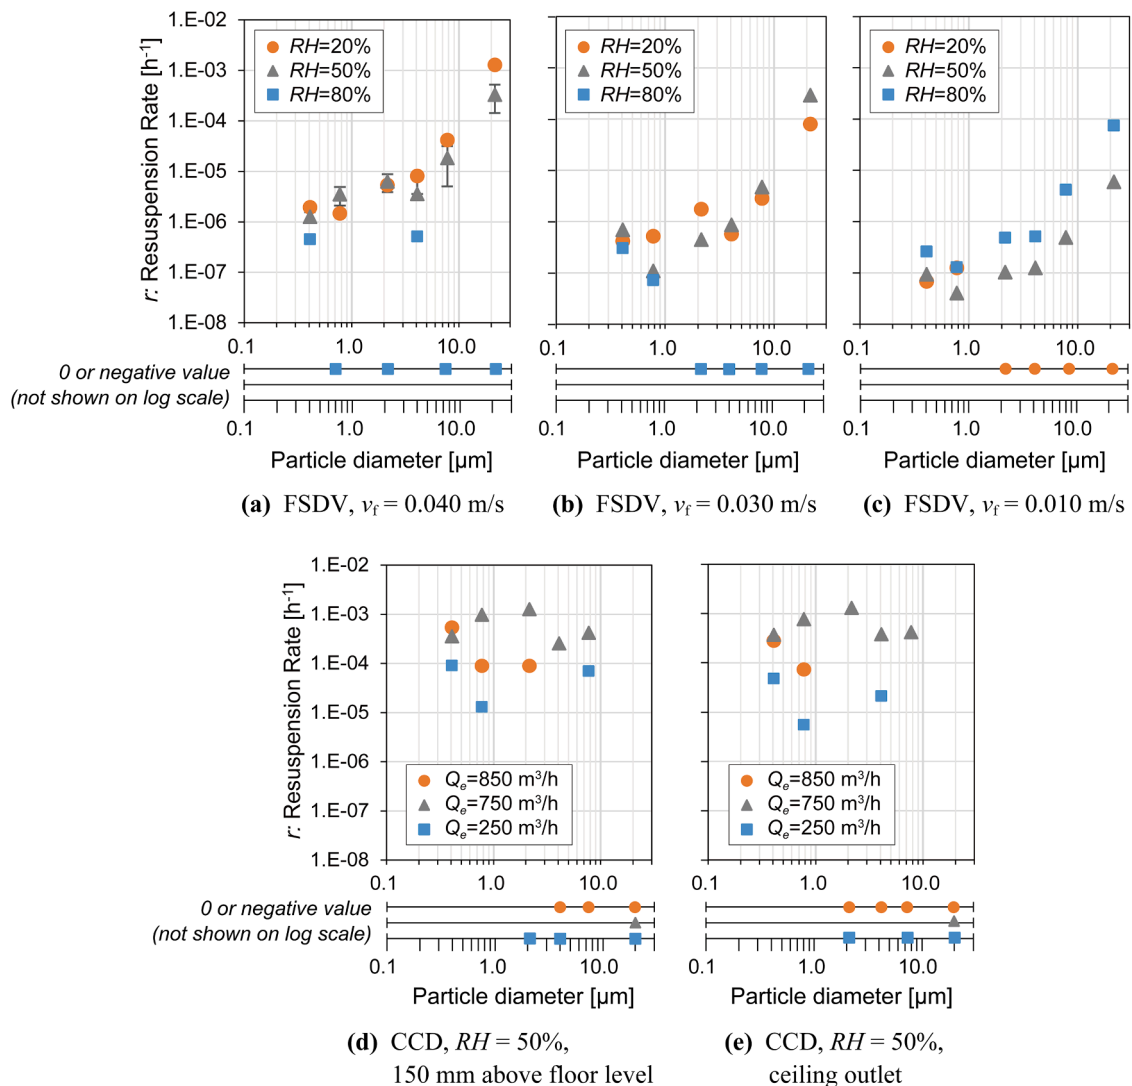 r: Resuspension Rate [h⁻¹]
1.E-02
1.E-03
1.E-04
1.E-05
1.E-06
1.E-07
1.E-08
RH=20%
RH=50%
RH=80%
RH=20%
RH=50%
RH=80%
RH=20%
RH=50%
RH=80%
0.1 1.0 10.0
0.1 1.0 10.0
0.1 1.0 10.0
0 or negative value
(not shown on log scale)
0.1 1.0 10.0
0.1 1.0 10.0
0.1 1.0 10.0
Particle diameter [µm]
Particle diameter [µm]
Particle diameter [µm]
(a) FSDV, vf = 0.040 m/s
(b) FSDV, vf = 0.030 m/s
(c) FSDV, vf = 0.010 m/s
r: Resuspension Rate [h⁻¹]
1.E-02
1.E-03
1.E-04
1.E-05
1.E-06
1.E-07
1.E-08
Qe=850 m³/h
Qe=750 m³/h
Qe=250 m³/h
Qe=850 m³/h
Qe=750 m³/h
Qe=250 m³/h
0.1 1.0 10.0
0.1 1.0 10.0
0 or negative value
(not shown on log scale)
0.1 1.0 10.0
0.1 1.0 10.0
Particle diameter [µm]
Particle diameter [µm]
(d) CCD, RH = 50%,
150 mm above floor level
(e) CCD, RH = 50%,
ceiling outlet